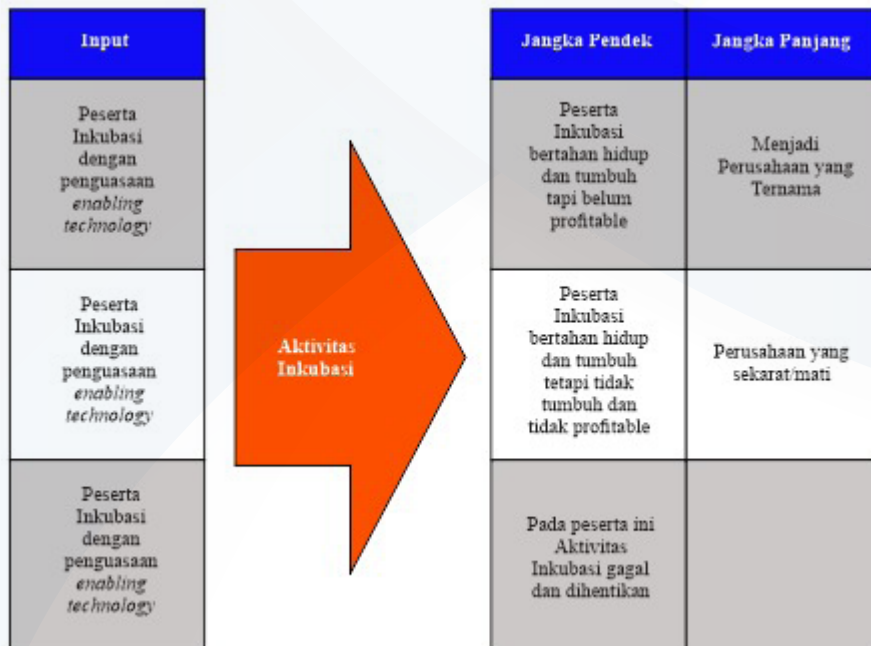 Input
Peserta
Inkubasi
dengan
penguasaan
enabling
technology
Peserta
Inkubasi
dengan
penguasaan
enabling
technology
Peserta
Inkubasi
dengan
penguasaan
enabling
technology
Aktivitas
Inkubasi
Jangka Pendek
Jangka Panjang
Peserta
Inkubasi
bertahan hidup
dan tumbuh
tapi belum
profitable
Menjadi
Perusahaan yang
Ternama
Peserta
Inkubasi
bertahan hidup
dan tumbuh
tetapi tidak
tumbuh dan
tidak profitable
Perusahaan yang
sekarat/mati
Pada peserta ini
Aktivitas
Inkubasi gagal
dan dihentikan